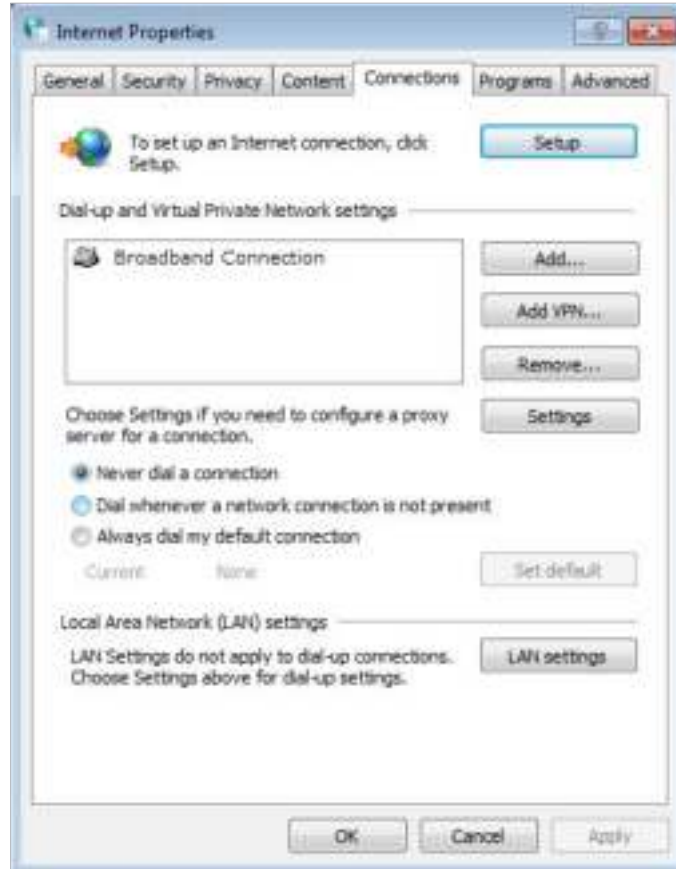 Internet Properties
General Security Privacy Content Connections Programs Advanced
To set up an Internet connection, click
Setup.
Setup
Dial-up and Virtual Private Network settings
Broadband Connection
Add...
Add VPN...
Remove...
Choose Settings if you need to configure a proxy
server for a connection.
Settings
Never dial a connection
Dial whenever a network connection is not present
Always dial my default connection
Current None
Set default
Local Area Network (LAN) settings
LAN Settings do not apply to dial-up connections.
Choose Settings above for dial-up settings.
LAN settings
OK Cancel Apply